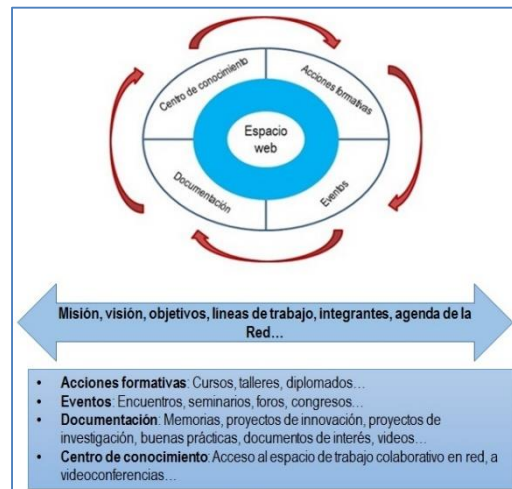 Centro de conocimiento
Acciones formativas
Espacio
web
Documentación
Eventos
Misión, visión, objetivos, líneas de trabajo, integrantes, agenda de la
Red…
• Acciones formativas: Cursos, talleres, diplomados…
• Eventos: Encuentros, seminarios, foros, congresos…
• Documentación: Memorias, proyectos de innovación, proyectos de
investigación, buenas prácticas, documentos de interés, videos…
• Centro de conocimiento: Acceso al espacio de trabajo colaborativo en red, a
videoconferencias…